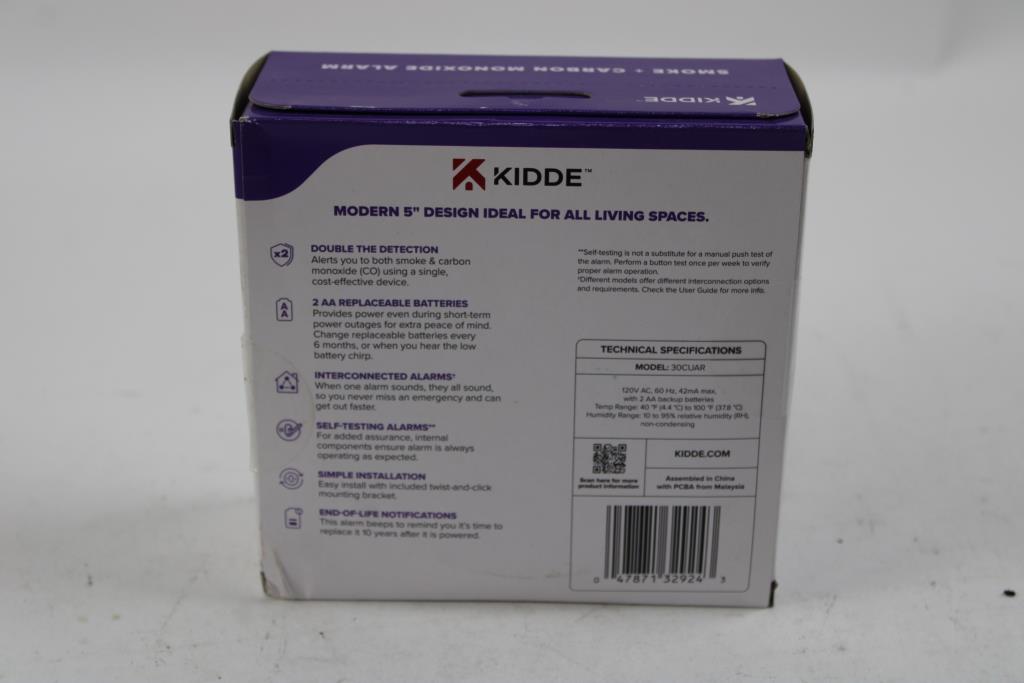 SMOKE + CARBON MONOXIDE ALARM
KIDDE
KIDDE™
MODERN 5" DESIGN IDEAL FOR ALL LIVING SPACES.
x2
DOUBLE THE DETECTION
Alerts you to both smoke & carbon
monoxide (CO) using a single,
cost-effective device.
A
A
2 AA REPLACEABLE BATTERIES
Provides power even during short-term
power outages for extra peace of mind.
Change replaceable batteries every
6 months, or when you hear the low
battery chirp.
INTERCONNECTED ALARMS†
When one alarm sounds, they all sound,
so you never miss an emergency and can
get out faster.
SELF-TESTING ALARMS**
For added assurance, internal
components ensure alarm is always
operating as expected.
SIMPLE INSTALLATION
Easy install with included twist-and-click
mounting bracket.
END-OF-LIFE NOTIFICATIONS
This alarm beeps to remind you it's time to
replace it 10 years after it is powered.
**Self-testing is not a substitute for a manual push test of
the alarm. Perform a button test once per week to verify
proper alarm operation.
†Different models offer different interconnection options
and requirements. Check the User Guide for more info.
TECHNICAL SPECIFICATIONS
MODEL: 30CUAR
120V AC, 60 Hz, 42mA max,
with 2 AA backup batteries
Temp Range: 40 °F (4.4 °C) to 100 °F (37.8 °C)
Humidity Range: 10 to 95% relative humidity (RH),
non-condensing
Scan here for more
product information
KIDDE.COM
Assembled in China
with PCBA from Malaysia
0 47871 32924 3